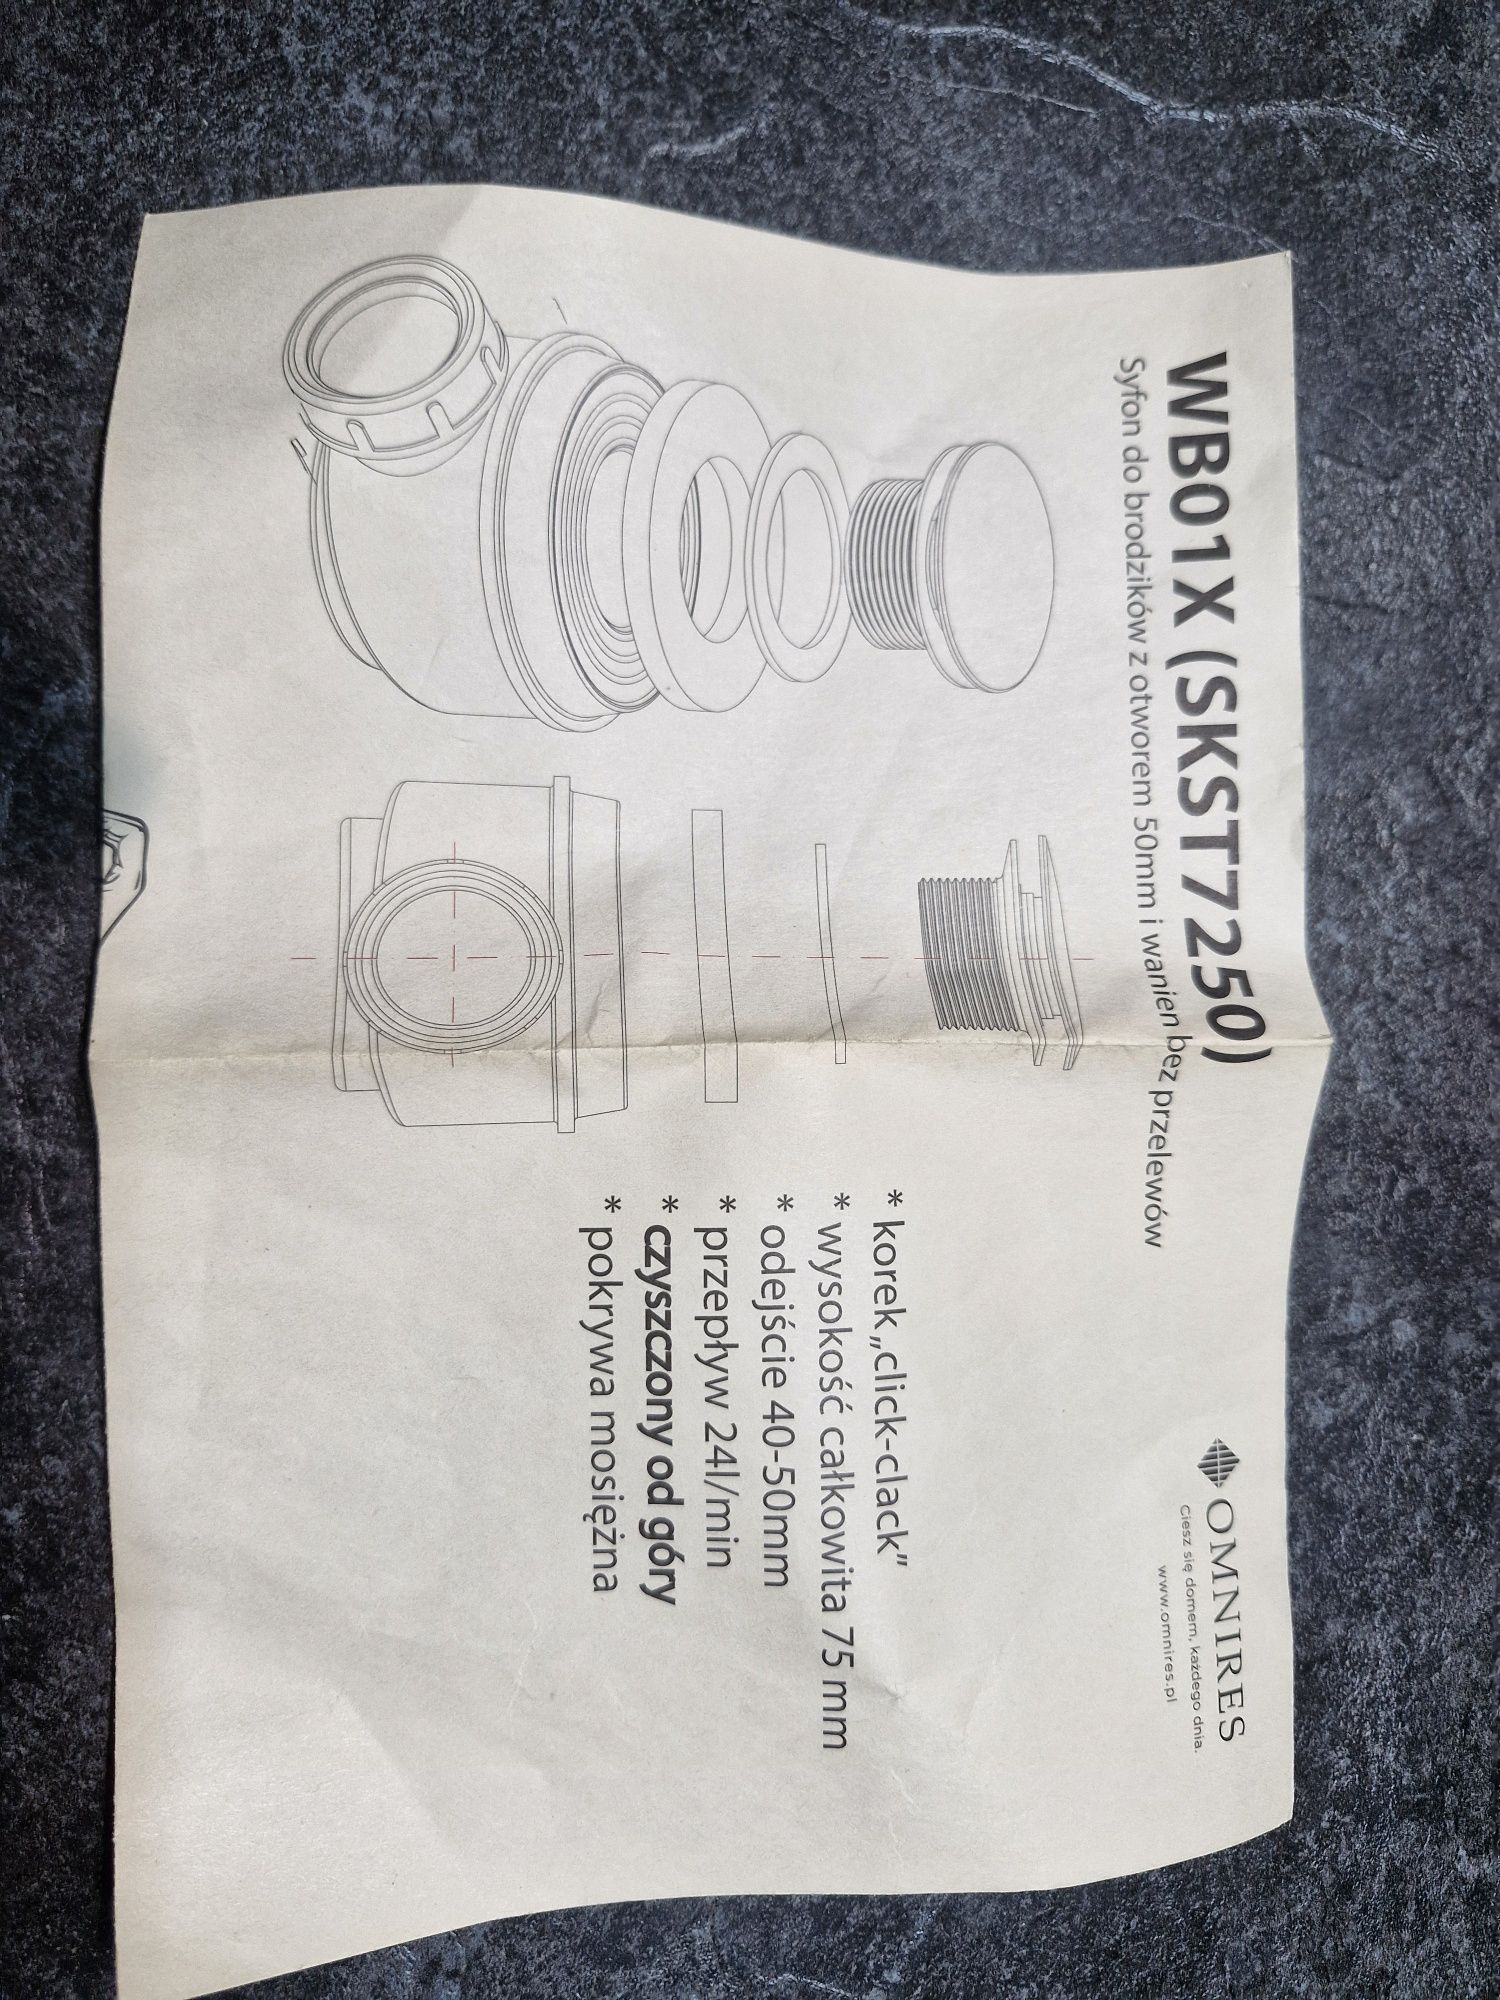 WB01X (SKST7250)
Syfon do brodzików z otworem 50mm i wanien bez przelewów
OMNIRES
Ciesz się domem, każdego dnia.
www.omnires.pl
* korek „click-clack"
* wysokość całkowita 75 mm
* odejście 40-50mm
* przepływ 24l/min
* czyszczony od góry
* pokrywa mosiężna